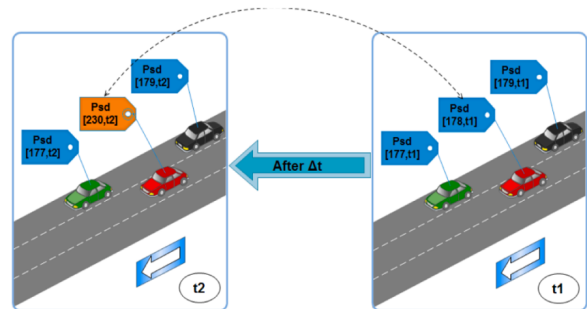 Psd
[179,t2]
Psd
[230,t2]
Psd
[177,t2]
t2
After Δt
Psd
[179,t1]
Psd
[178,t1]
Psd
[177,t1]
t1